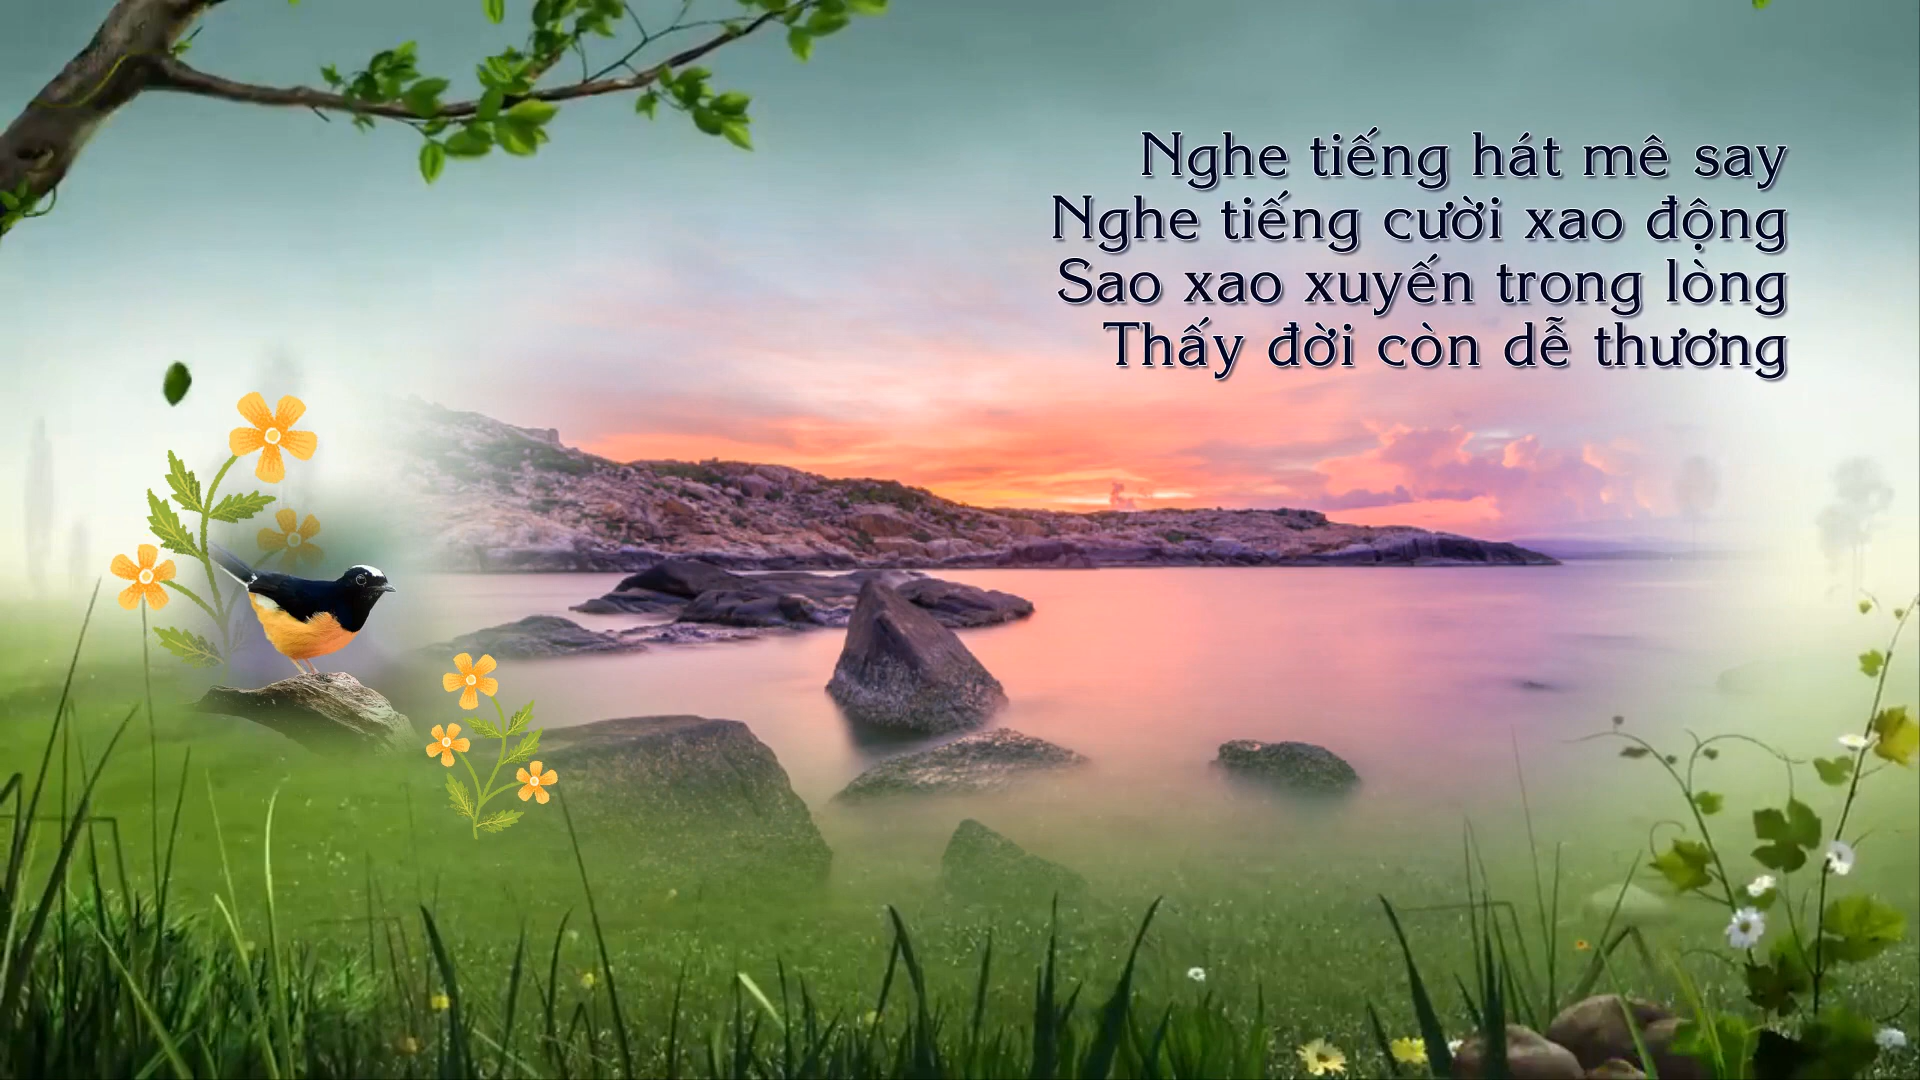 Nghe tiếng hát mê say
Nghe tiếng cười xao động
Sao xao xuyến trong lòng
Thấy đời còn dễ thương